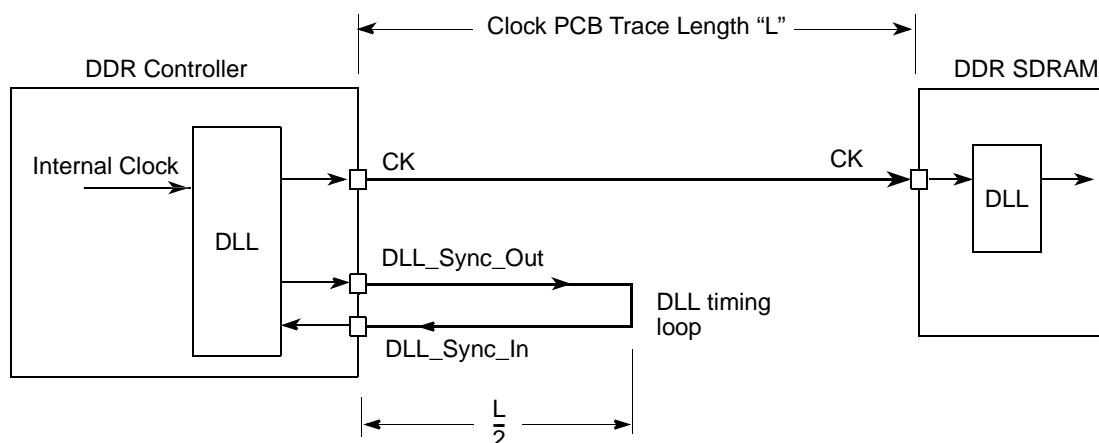 Clock PCB Trace Length “L”
DDR Controller
DDR SDRAM
Internal Clock
CK
CK
DLL
DLL
DLL_Sync_Out
DLL timing
loop
DLL_Sync_In
L
2